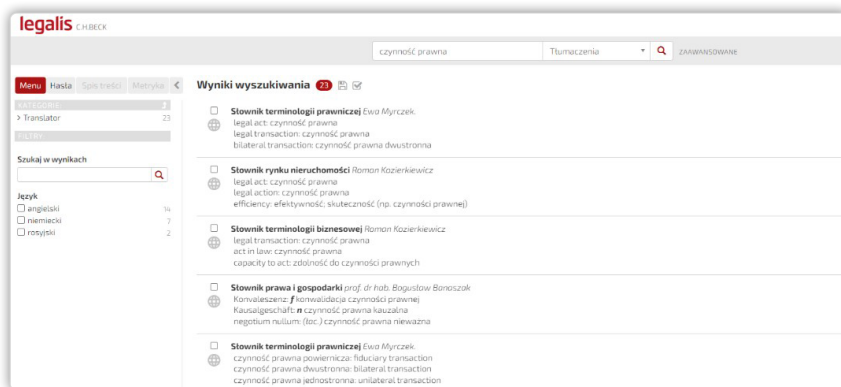 legalis C.H.BECK
czynność prawna
Tłumaczenia
ZAAWANSOWANE
Menu
Hasła
Spis treści
Metryka
KATEGORIE 1
Translator 23
FILTRY
Szukaj w wynikach
Język
angielski 14
niemiecki 7
rosyjski 2
Wyniki wyszukiwania 23
Słownik terminologii prawniczej Ewa Myrczek.
legal act: czynność prawna
legal transaction: czynność prawna
bilateral transaction: czynność prawna dwustronna
Słownik rynku nieruchomości Roman Kozierkiewicz
legal act: czynność prawna
legal action: czynność prawna
efficiency: efektywność; skuteczność (np. czynności prawnej)
Słownik terminologii biznesowej Roman Kozierkiewicz
legal transaction: czynność prawna
act in law: czynność prawna
capacity to act: zdolność do czynności prawnych
Słownik prawa i gospodarki prof. dr hab. Bogusław Banaszak
Konvaleszenz: f konwalidacja czynności prawnej
Kausalgeschäft: n czynność prawna kauzalna
negotium nullum: (łac.) czynność prawna nieważna
Słownik terminologii prawniczej Ewa Myrczek.
czynność prawna powiernicza: fiduciary transaction
czynność prawna dwustronna: bilateral transaction
czynność prawna jednostronna: unilateral transaction